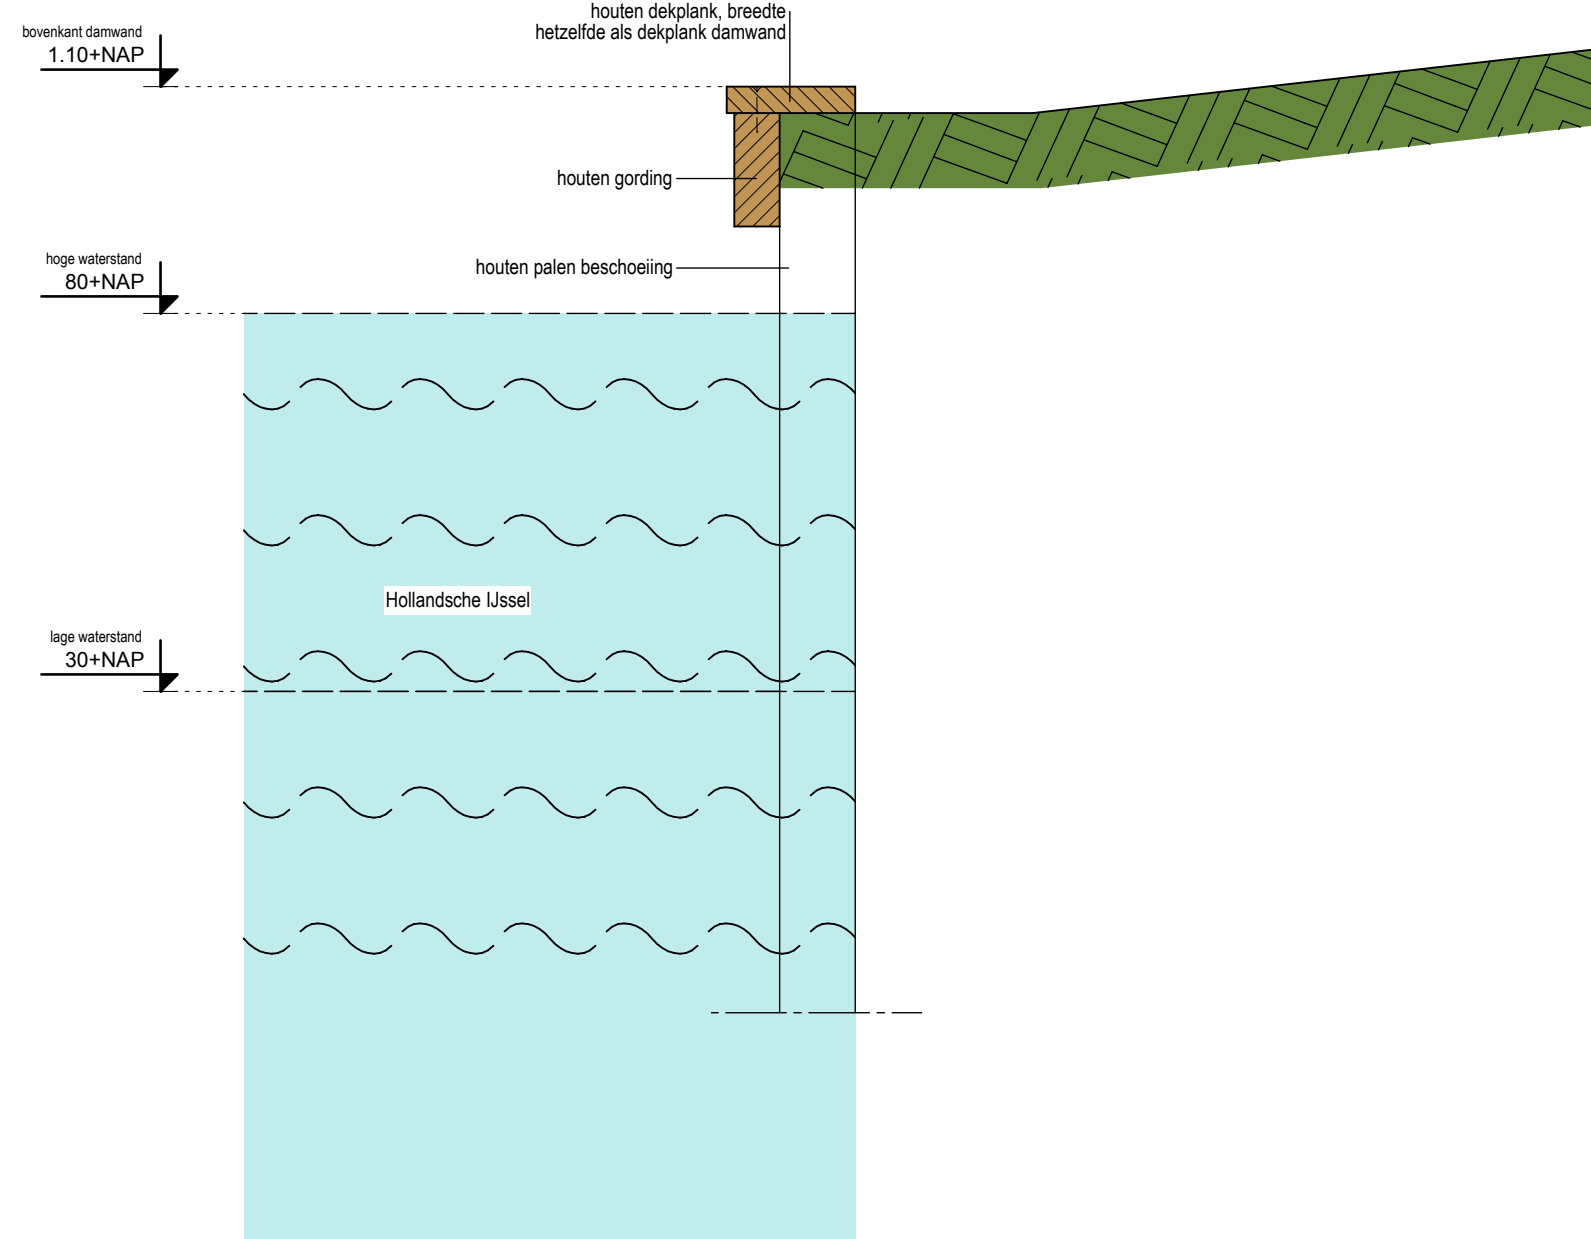 houten dekplank, breedte
hetzelfde als dekplank damwand
bovenkant damwand
1.10+NAP
houten gording
houten palen beschoeiing
hoge waterstand
80+NAP
Hollandsche IJssel
lage waterstand
30+NAP